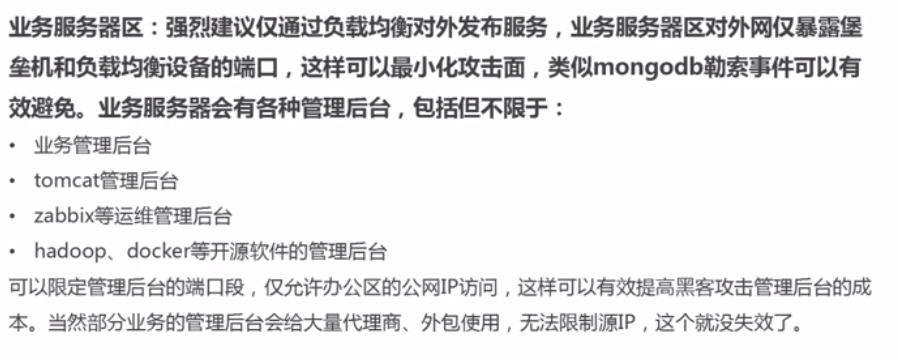 业务服务器区：强烈建议仅通过负载均衡对外发布服务，业务服务器区对外网仅暴露堡
垒机和负载均衡设备的端口，这样可以最小化攻击面，类似mongodb勒索事件可以有
效避免。业务服务器会有各种管理后台，包括但不限于：
• 业务管理后台
• tomcat管理后台
• zabbix等运维管理后台
• hadoop、docker等开源软件的管理后台
可以限定管理后台的端口段，仅允许办公区的公网IP访问，这样可以有效提高黑客攻击管理后台的成
本。当然部分业务的管理后台会给大量代理商、外包使用，无法限制源IP，这个就没失效了。